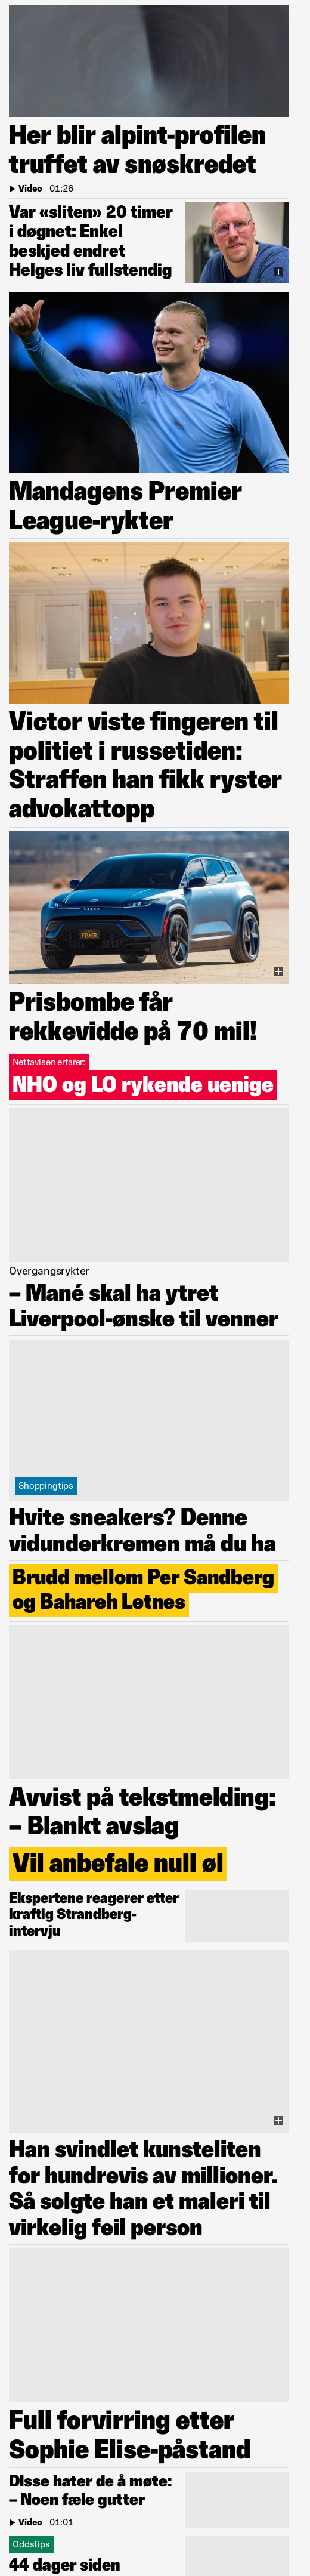 Her blir alpint-profilen
truffet av snøskredet
Video | 01:26
Var «sliten» 20 timer
i døgnet: Enkel
beskjed endret
Helges liv fullstendig
Mandagens Premier
League-rykter
Victor viste fingeren til
politiet i russetiden:
Straffen han fikk ryster
advokattopp
FISKER
Prisbombe får
rekkevidde på 70 mil!
Nettavisen erfarer:
NHO og LO rykende uenige
Overgangsrykter
– Mané skal ha ytret
Liverpool-ønske til venner
Shoppingtips
Hvite sneakers? Denne
vidunderkremen må du ha
Brudd mellom Per Sandberg
og Bahareh Letnes
Avvist på tekstmelding:
– Blankt avslag
Vil anbefale null øl
Ekspertene reagerer etter
kraftig Strandberg-
intervju
Han svindlet kunsteliten
for hundrevis av millioner.
Så solgte han et maleri til
virkelig feil person
Full forvirring etter
Sophie Elise-påstand
Disse hater de å møte:
– Noen fæle gutter
Video | 01:01
Oddstips
44 dager siden